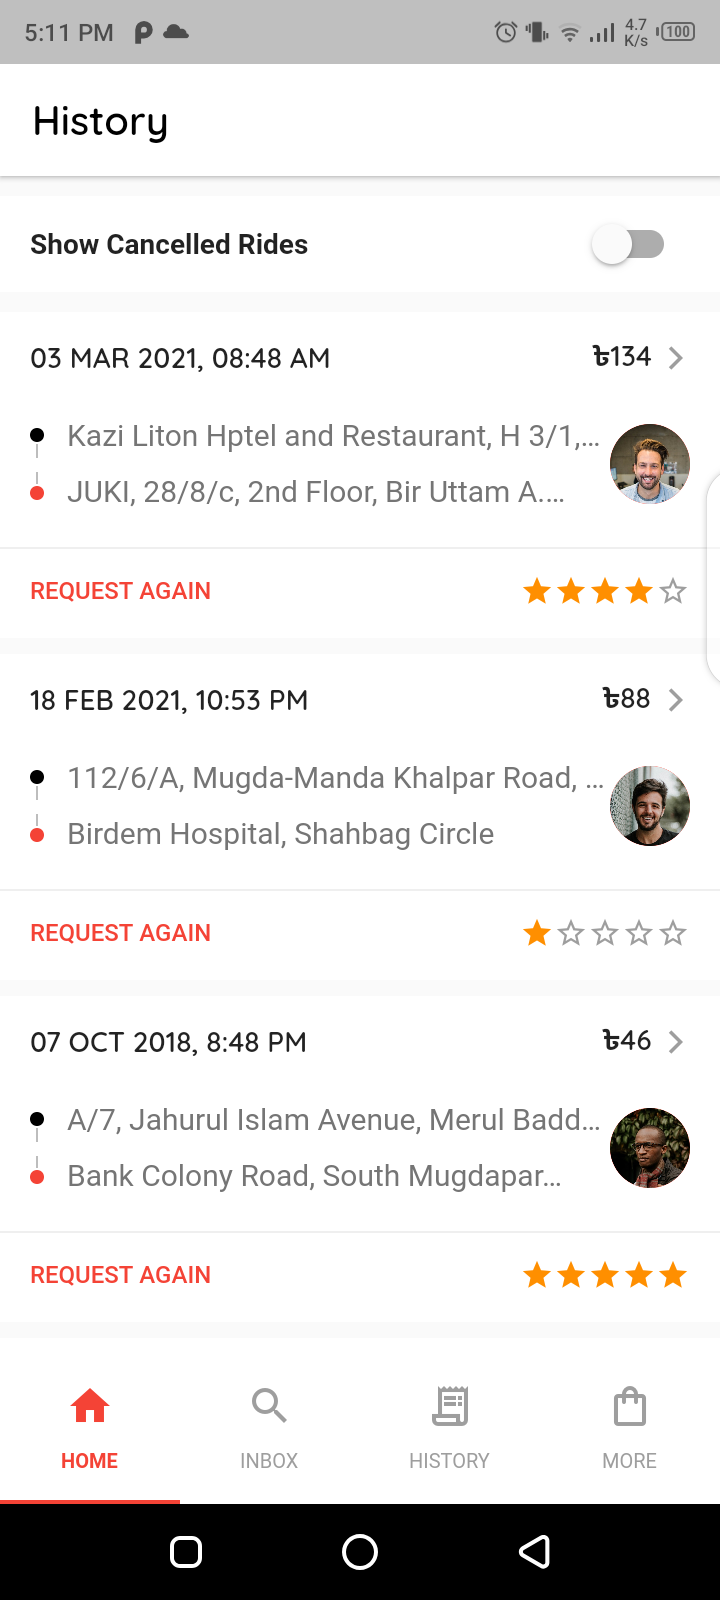 5:11 PM
4.7
K/s
100
History
Show Cancelled Rides
03 MAR 2021, 08:48 AM
৳134
Kazi Liton Hptel and Restaurant, H 3/1,...
JUKI, 28/8/c, 2nd Floor, Bir Uttam A....
REQUEST AGAIN
18 FEB 2021, 10:53 PM
৳88
112/6/A, Mugda-Manda Khalpar Road, ...
Birdem Hospital, Shahbag Circle
REQUEST AGAIN
07 OCT 2018, 8:48 PM
৳46
A/7, Jahurul Islam Avenue, Merul Badd...
Bank Colony Road, South Mugdapar...
REQUEST AGAIN
HOME
INBOX
HISTORY
MORE